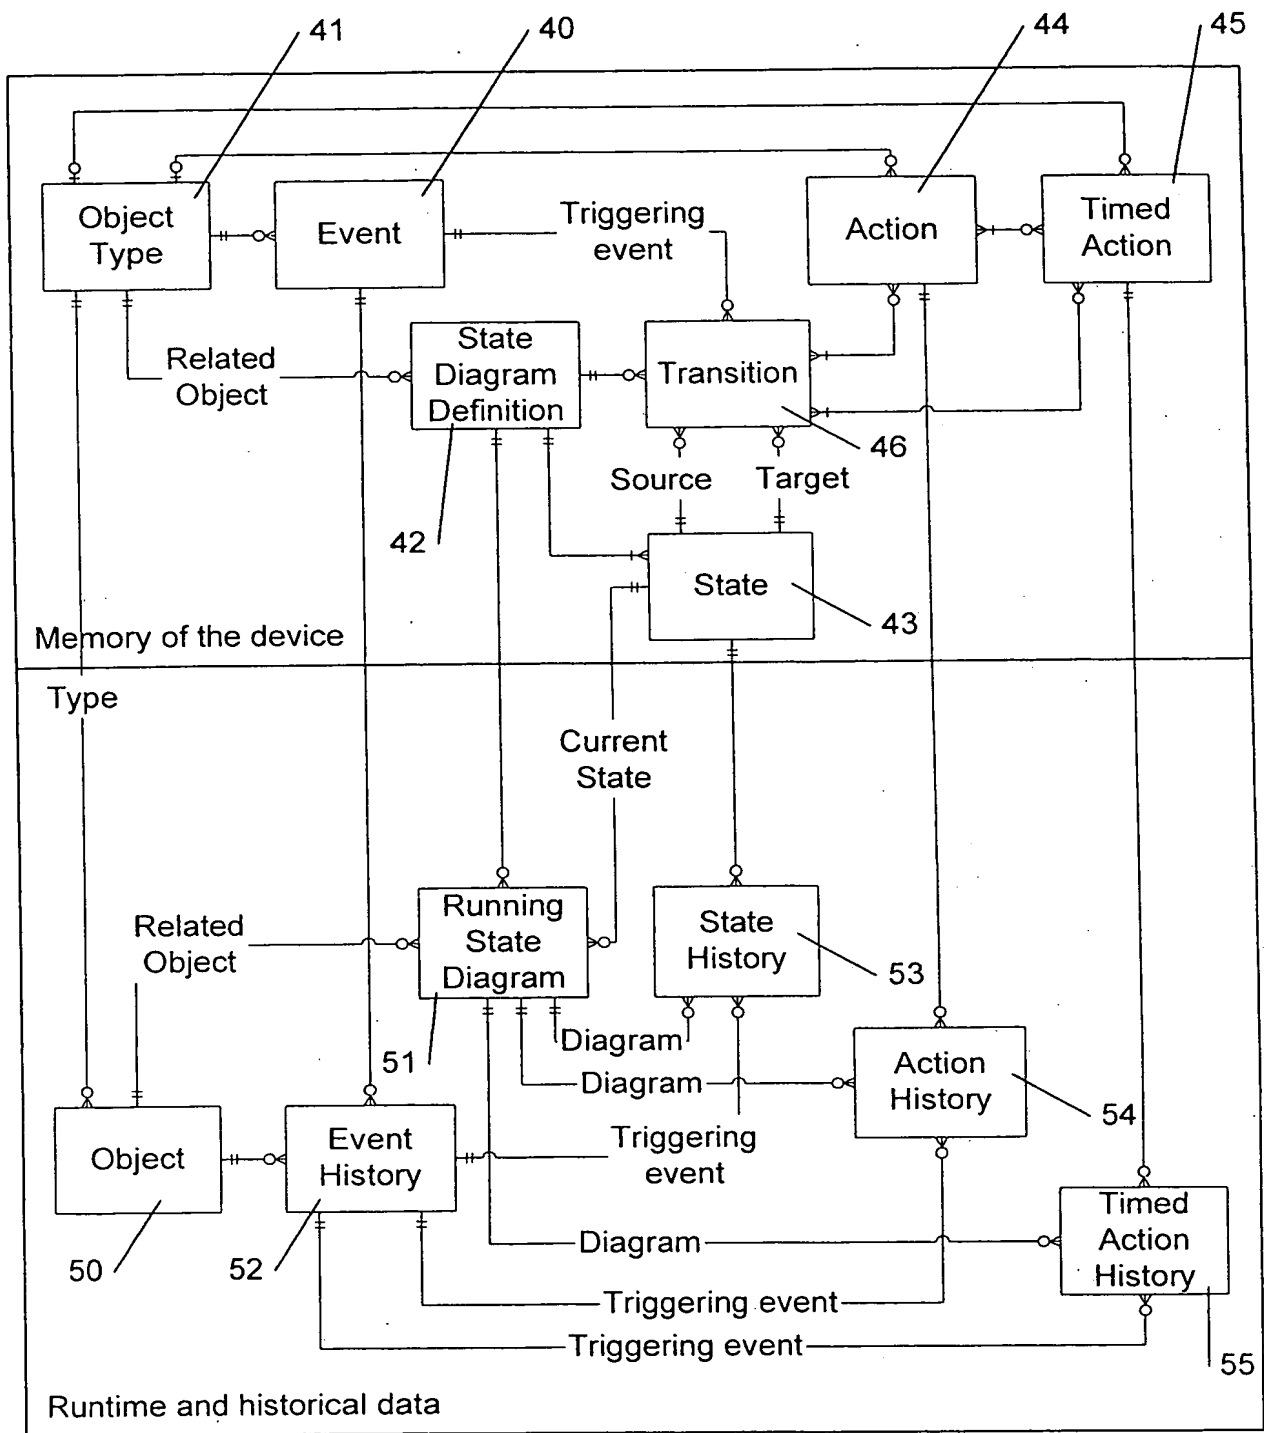 41
40
44
45
Object
Type
Event
Triggering
event
Action
Timed
Action
Related
Object
State
Diagram
Definition
Transition
46
Source
Target
42
State
43
Memory of the device
Type
Current
State
Related
Object
Running
State
Diagram
State
History
53
51
Diagram
Diagram
Action
History
54
Object
Event
History
Triggering
event
Timed
Action
History
50
52
Diagram
Triggering event
Triggering event
55
Runtime and historical data